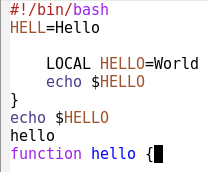 #!/bin/bash
HELL=Hello
LOCAL HELLO=World
echo $HELLO
}
echo $HELLO
hello
function hello {